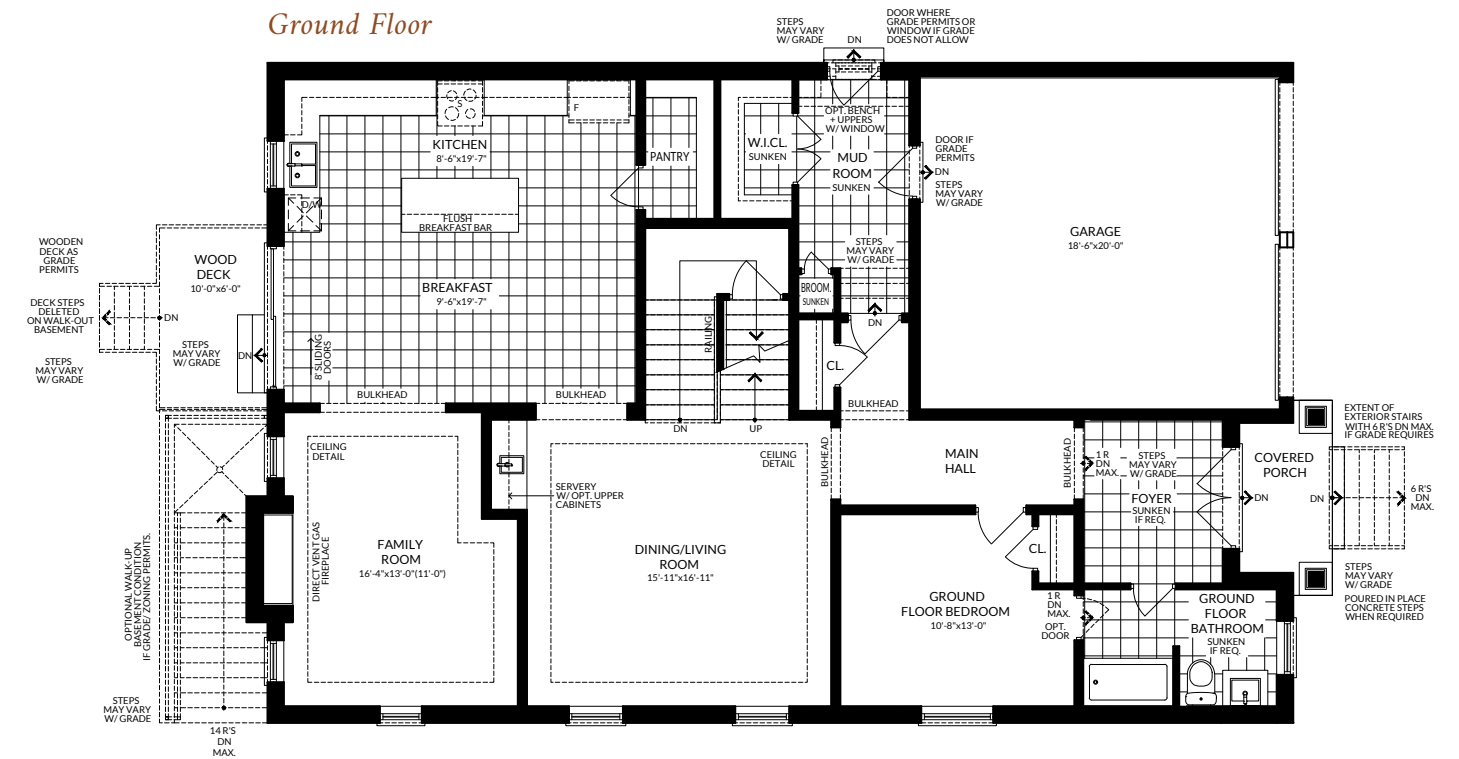 Ground Floor
STEPS
MAY VARY
W/ GRADE
DN
DOOR WHERE
GRADE PERMITS OR
WINDOW IF GRADE
DOES NOT ALLOW
S
F
KITCHEN
8'-6"x19'-7"
D/W
FLUSH
BREAKFAST BAR
PANTRY
W.I.CL.
SUNKEN
OPT. BENCH
+ UPPERS
W/ WINDOW
MUD
ROOM
SUNKEN
DOOR IF
GRADE
PERMITS
DN
STEPS
MAY VARY
W/ GRADE
GARAGE
18'-6"x20'-0"
STEPS
MAY VARY
W/ GRADE
BROOM.
SUNKEN
DN
WOODEN
DECK AS
GRADE
PERMITS
WOOD
DECK
10'-0"x6'-0"
DECK STEPS
DELETED
ON WALK-OUT
BASEMENT
DN
STEPS
MAY VARY
W/ GRADE
STEPS
MAY VARY
W/ GRADE
DN
8' SLIDING
DOORS
BREAKFAST
9'-6"x19'-7"
RAILING
CL.
BULKHEAD
BULKHEAD
BULKHEAD
DN
UP
CEILING
DETAIL
SERVERY
W/ OPT. UPPER
CABINETS
CEILING
DETAIL
BULKHEAD
MAIN
HALL
BULKHEAD
1 R
DN
MAX.
STEPS
MAY VARY
W/ GRADE
FOYER
SUNKEN
IF REQ.
COVERED
PORCH
DN
DN
EXTENT OF
EXTERIOR STAIRS
WITH 6 R'S DN MAX.
IF GRADE REQUIRES
6 R'S
DN
MAX.
STEPS
MAY VARY
W/ GRADE
POURED IN PLACE
CONCRETE STEPS
WHEN REQUIRED
OPTIONAL WALK-UP
BASEMENT CONDITION
IF GRADE/ ZONING PERMITS.
DIRECT VENT GAS
FIREPLACE
FAMILY
ROOM
16'-4"x13'-0"(11'-0")
DINING/LIVING
ROOM
15'-11"x16'-11"
CL.
GROUND
FLOOR BEDROOM
10'-8"x13'-0"
1 R
DN
MAX.
OPT.
DOOR
GROUND
FLOOR
BATHROOM
SUNKEN
IF REQ.
STEPS
MAY VARY
W/ GRADE
14 R'S
DN
MAX.